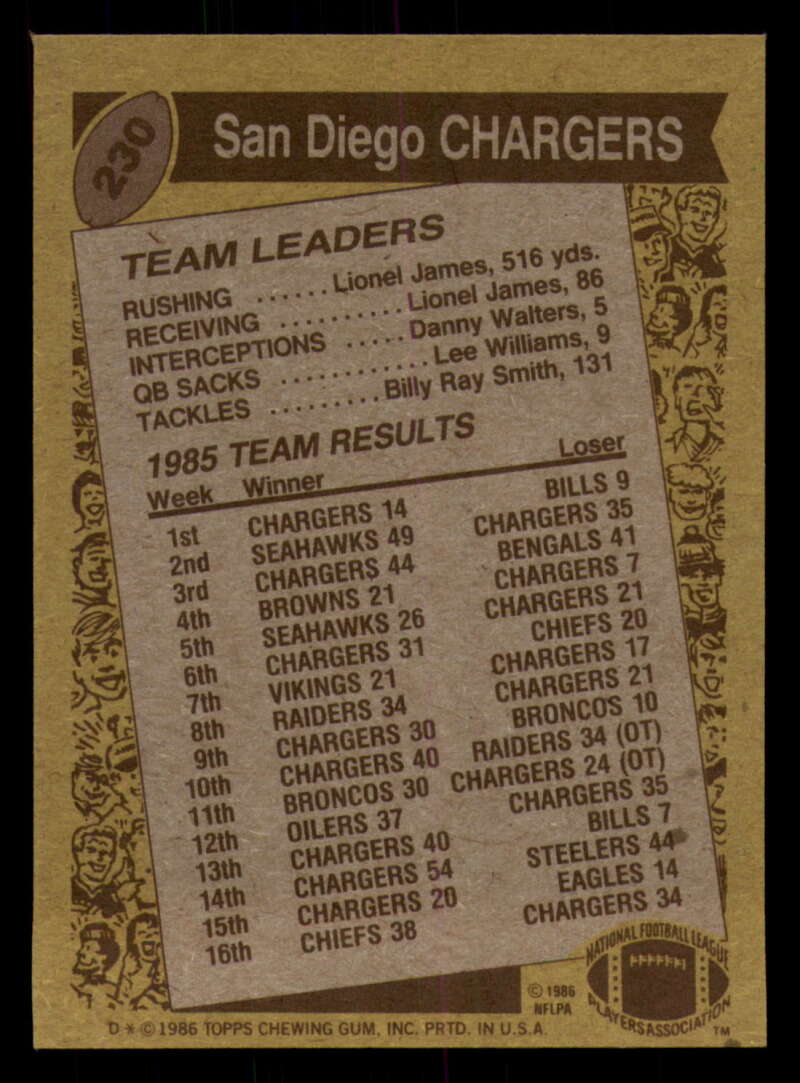 230
San Diego CHARGERS
TEAM LEADERS
RUSHING ...... Lionel James, 516 yds.
RECEIVING .......... Lionel James, 86
INTERCEPTIONS ..... Danny Walters, 5
QB SACKS ............ Lee Williams, 9
TACKLES ......... Billy Ray Smith, 131
1985 TEAM RESULTS
Week Winner Loser
1st CHARGERS 14 BILLS 9
2nd SEAHAWKS 49 CHARGERS 35
3rd CHARGERS 44 BENGALS 41
4th BROWNS 21 CHARGERS 7
5th SEAHAWKS 26 CHARGERS 21
6th CHARGERS 31 CHIEFS 20
7th VIKINGS 21 CHARGERS 17
8th RAIDERS 34 CHARGERS 21
9th CHARGERS 30 BRONCOS 10
10th CHARGERS 40 RAIDERS 34 (OT)
11th BRONCOS 30 CHARGERS 24 (OT)
12th OILERS 37 CHARGERS 35
13th CHARGERS 40 BILLS 7
14th CHARGERS 54 STEELERS 44
15th CHARGERS 20 EAGLES 14
16th CHIEFS 38 CHARGERS 34
© 1986
NFLPA
NATIONAL FOOTBALL LEAGUE
PLAYERS ASSOCIATION
TM
D * © 1986 TOPPS CHEWING GUM, INC. PRTD. IN U.S.A.